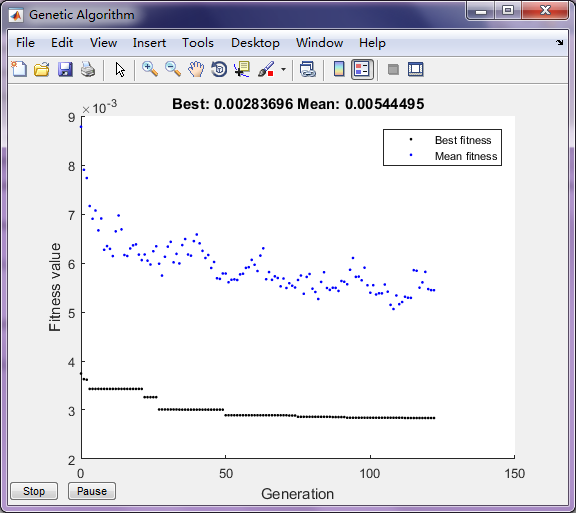 Genetic Algorithm
File Edit View Insert Tools Desktop Window Help
Best: 0.00283696 Mean: 0.00544495
×10-3
9
8
7
6
5
4
3
2
Fitness value
Best fitness
Mean fitness
0 50 100 150
Generation
Stop Pause